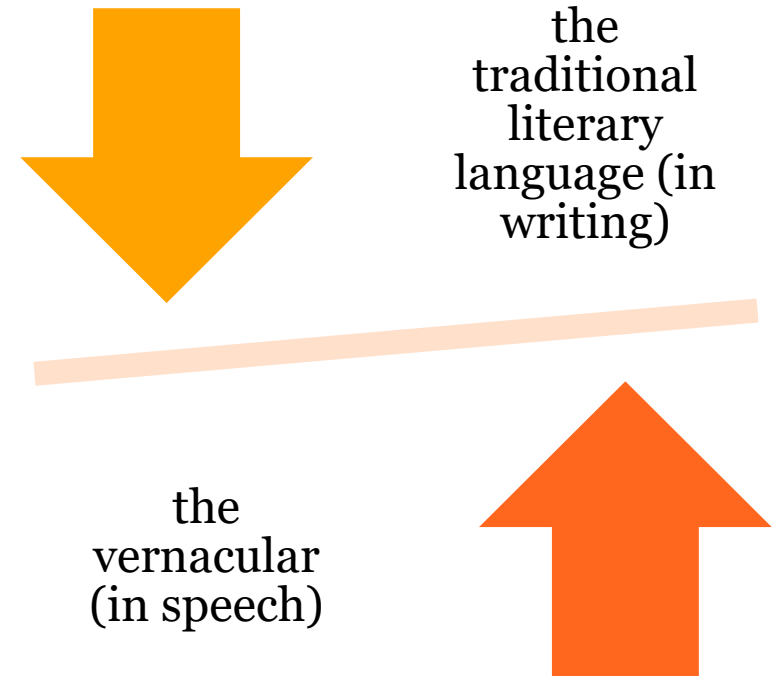 the
traditional
literary
language (in
writing)
the
vernacular
(in speech)